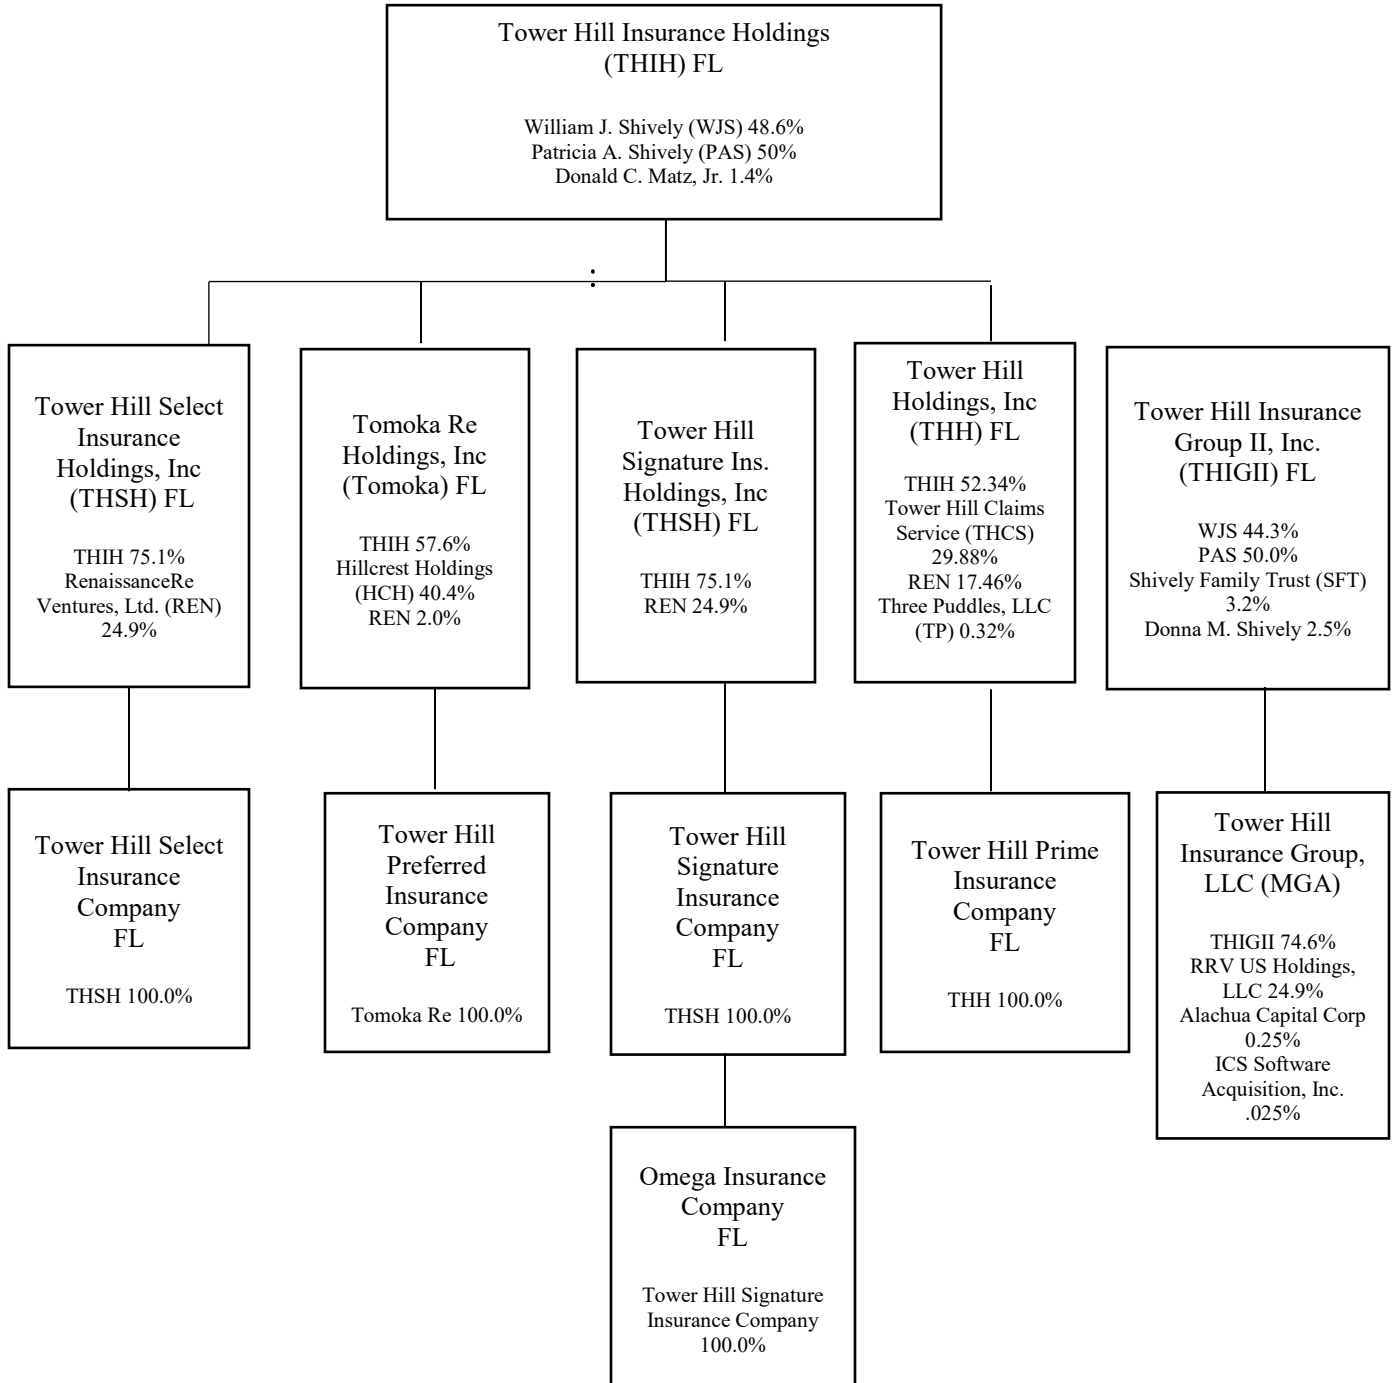 Tower Hill Insurance Holdings
(THIH) FL
William J. Shively (WJS) 48.6%
Patricia A. Shively (PAS) 50%
Donald C. Matz, Jr. 1.4%
:
Tower Hill Select
Insurance
Holdings, Inc
(THSH) FL
THIH 75.1%
RenaissanceRe
Ventures, Ltd. (REN)
24.9%
Tomoka Re
Holdings, Inc
(Tomoka) FL
THIH 57.6%
Hillcrest Holdings
(HCH) 40.4%
REN 2.0%
Tower Hill
Signature Ins.
Holdings, Inc
(THSH) FL
THIH 75.1%
REN 24.9%
Tower Hill
Holdings, Inc
(THH) FL
THIH 52.34%
Tower Hill Claims
Service (THCS)
29.88%
REN 17.46%
Three Puddles, LLC
(TP) 0.32%
Tower Hill Insurance
Group II, Inc.
(THIGII) FL
WJS 44.3%
PAS 50.0%
Shively Family Trust (SFT)
3.2%
Donna M. Shively 2.5%
Tower Hill Select
Insurance
Company
FL
THSH 100.0%
Tower Hill
Preferred
Insurance
Company
FL
Tomoka Re 100.0%
Tower Hill
Signature
Insurance
Company
FL
THSH 100.0%
Tower Hill Prime
Insurance
Company
FL
THH 100.0%
Tower Hill
Insurance Group,
LLC (MGA)
THIGII 74.6%
RRV US Holdings,
LLC 24.9%
Alachua Capital Corp
0.25%
ICS Software
Acquisition, Inc.
.025%
Omega Insurance
Company
FL
Tower Hill Signature
Insurance Company
100.0%